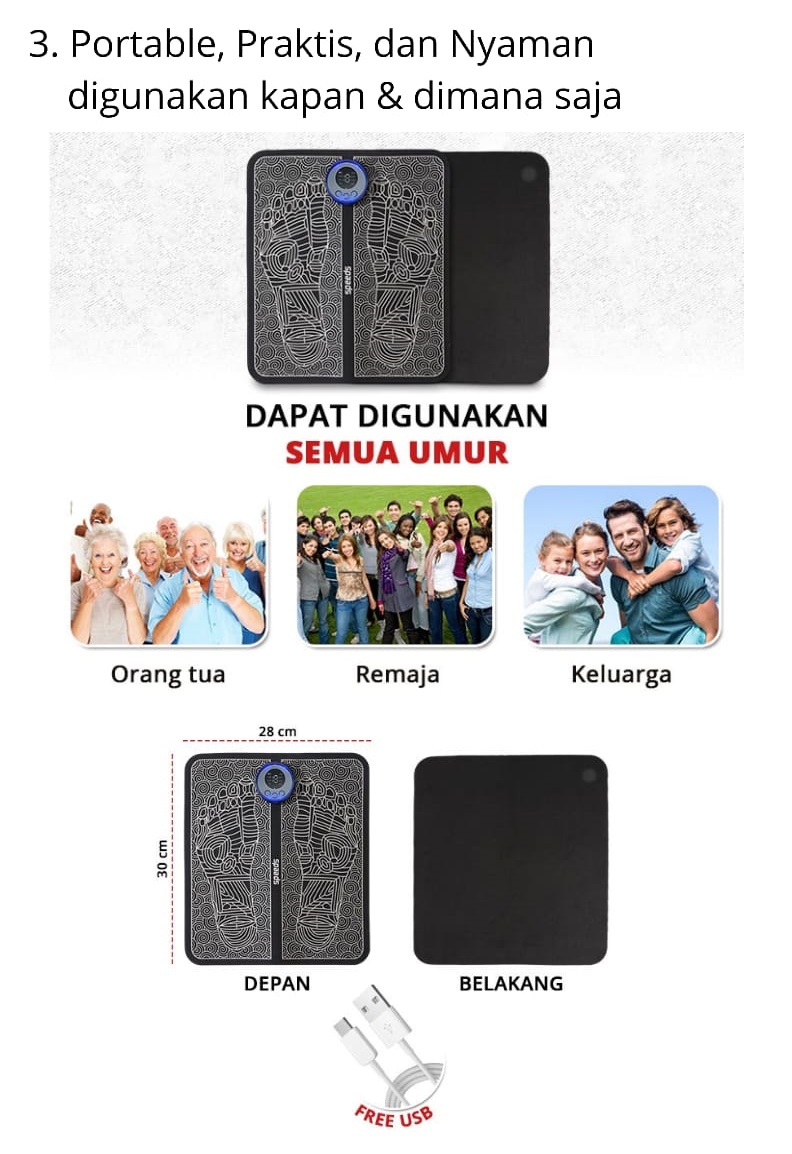 3. Portable, Praktis, dan Nyaman
digunakan kapan & dimana saja
speeds
DAPAT DIGUNAKAN
SEMUA UMUR
Orang tua
Remaja
Keluarga
28 cm
30 cm
speeds
DEPAN
BELAKANG
FREE USB